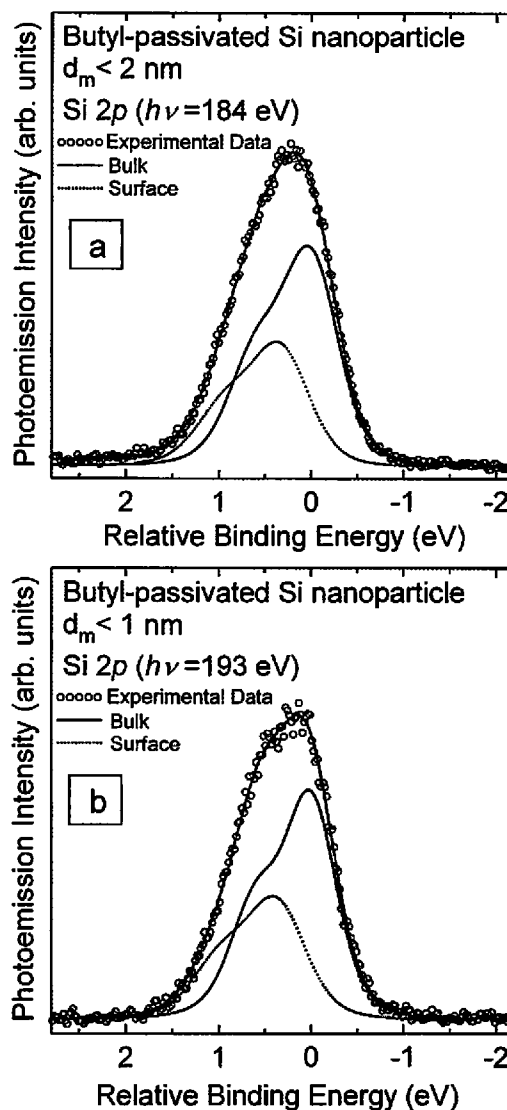 Butyl-passivated Si nanoparticle
dₘ< 2 nm
Si 2p (hν=184 eV)
Experimental Data
Bulk
Surface
a
Photoemission Intensity (arb. units)
2 1 0 -1 -2
Relative Binding Energy (eV)
Butyl-passivated Si nanoparticle
dₘ< 1 nm
Si 2p (hν=193 eV)
Experimental Data
Bulk
Surface
b
Photoemission Intensity (arb. units)
2 1 0 -1 -2
Relative Binding Energy (eV)